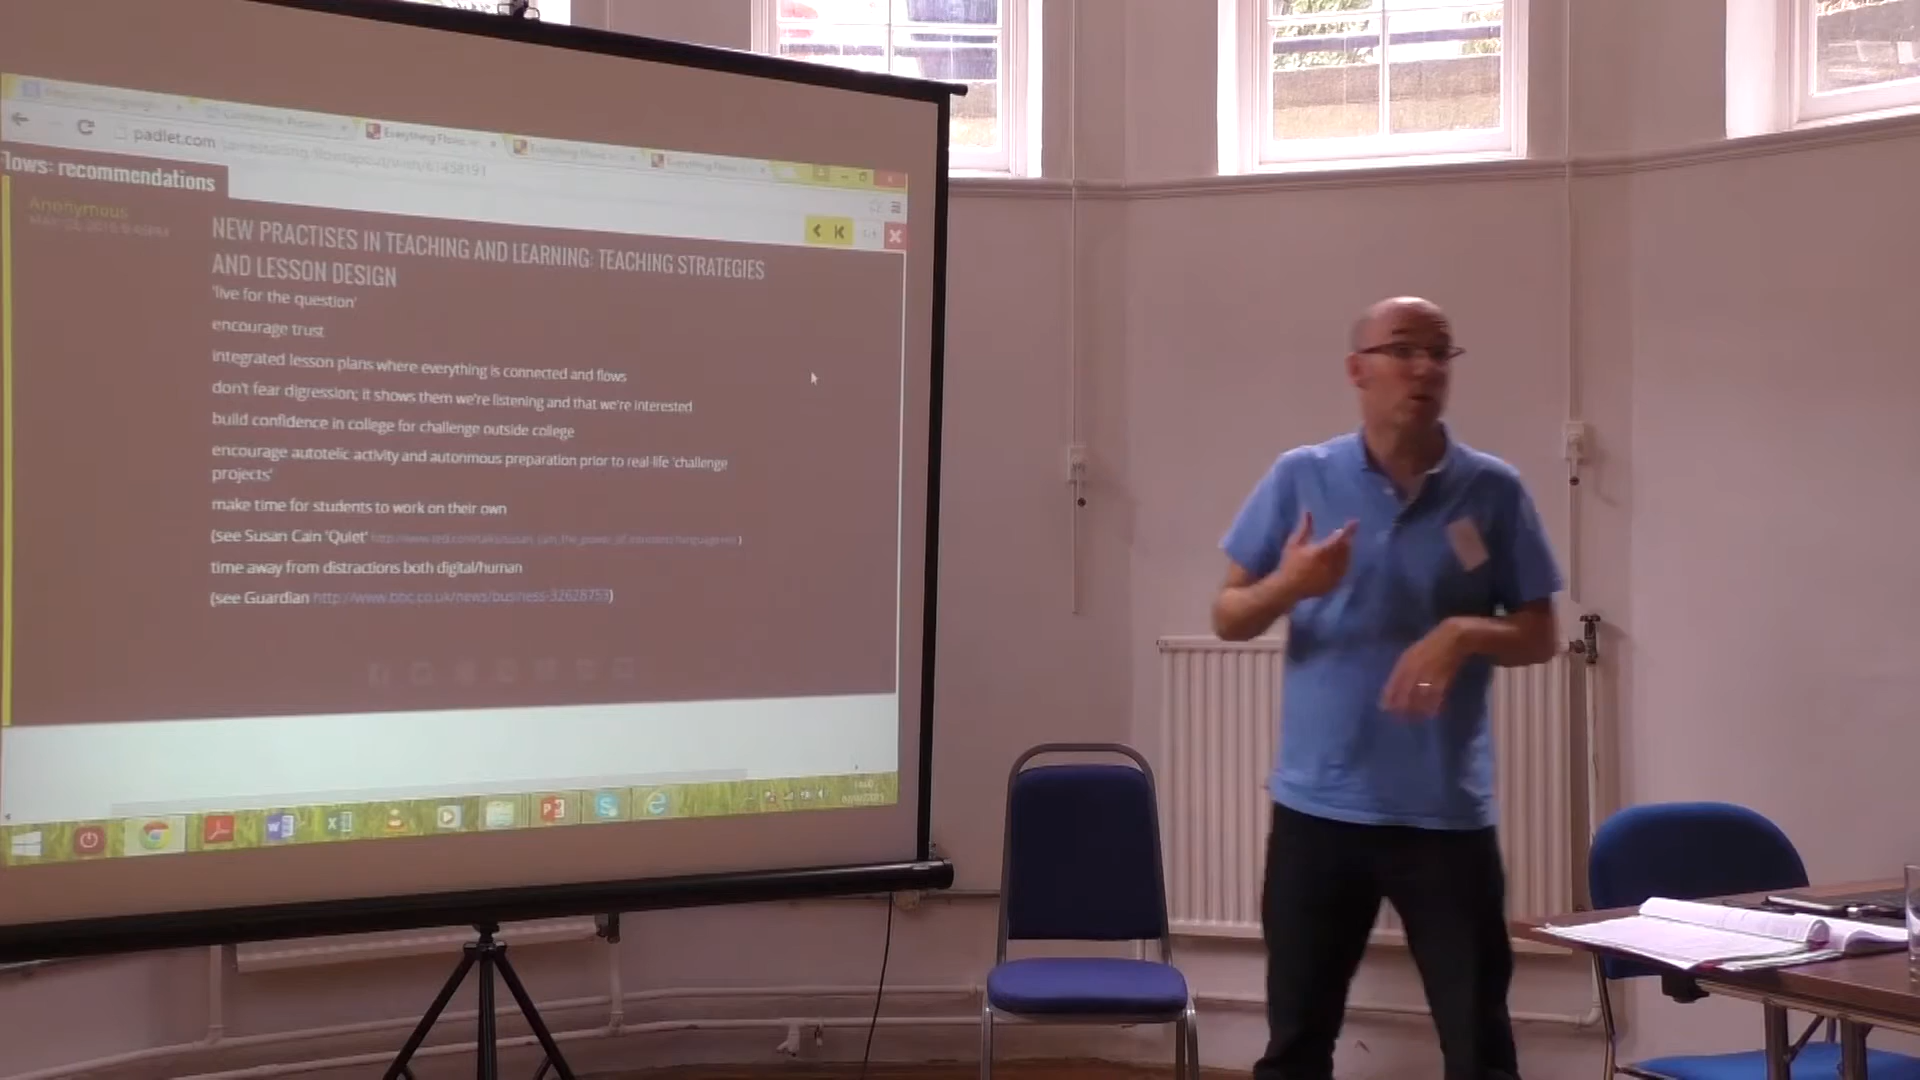 Everything Flows
padlet.com
lows: recommendations
Anonymous
NEW PRACTISES IN TEACHING AND LEARNING: TEACHING STRATEGIES
AND LESSON DESIGN
'live for the question'
encourage trust
integrated lesson plans where everything is connected and flows
don't fear digression; it shows them we're listening and that we're interested
build confidence in college for challenge outside college
encourage autotelic activity and autonmous preparation prior to real-life 'challenge
projects'
make time for students to work on their own
(see Susan Cain 'Quiet' )
time away from distractions both digital/human
(see Guardian http://www.bbc.co.uk/news/business-32628753)